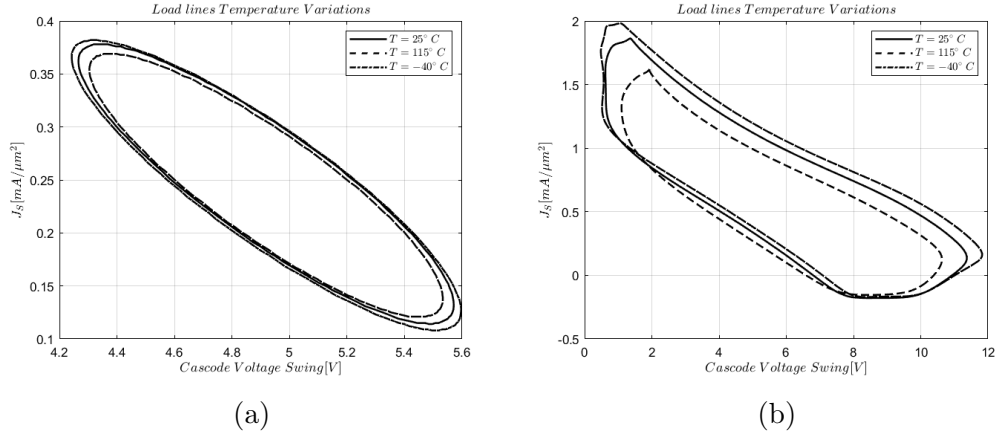 Load lines Temperature Variations
0.4
0.35
0.3
0.25
0.2
0.15
0.1
J_S[mA/μm²]
T = 25° C
T = 115° C
T = −40° C
4.2 4.4 4.6 4.8 5 5.2 5.4 5.6
Cascode Voltage Swing[V]
(a)
Load lines Temperature Variations
2
1.5
1
0.5
0
-0.5
J_S[mA/μm²]
T = 25° C
T = 115° C
T = −40° C
0 2 4 6 8 10 12
Cascode Voltage Swing[V]
(b)